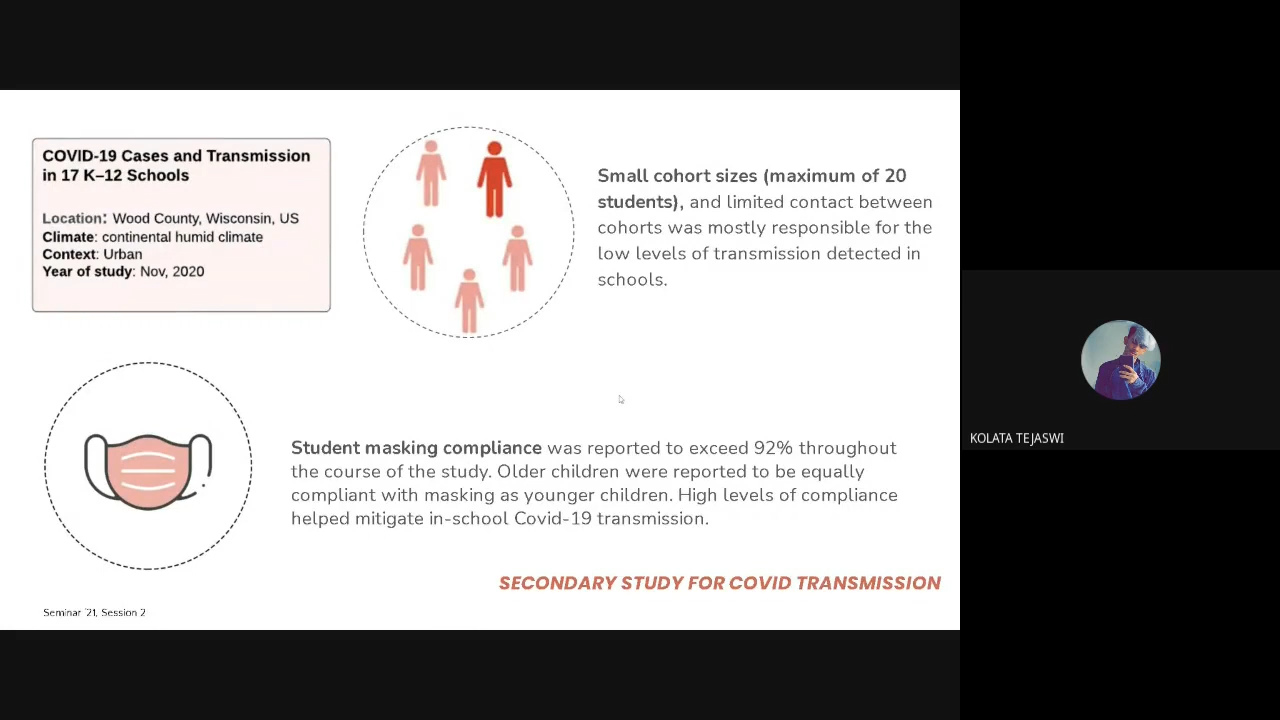 COVID-19 Cases and Transmission
in 17 K–12 Schools
Location: Wood County, Wisconsin, US
Climate: continental humid climate
Context: Urban
Year of study: Nov, 2020
Small cohort sizes (maximum of 20
students), and limited contact between
cohorts was mostly responsible for the
low levels of transmission detected in
schools.
Student masking compliance was reported to exceed 92% throughout
the course of the study. Older children were reported to be equally
compliant with masking as younger children. High levels of compliance
helped mitigate in-school Covid-19 transmission.
SECONDARY STUDY FOR COVID TRANSMISSION
Seminar '21, Session 2
KOLATA TEJASWI